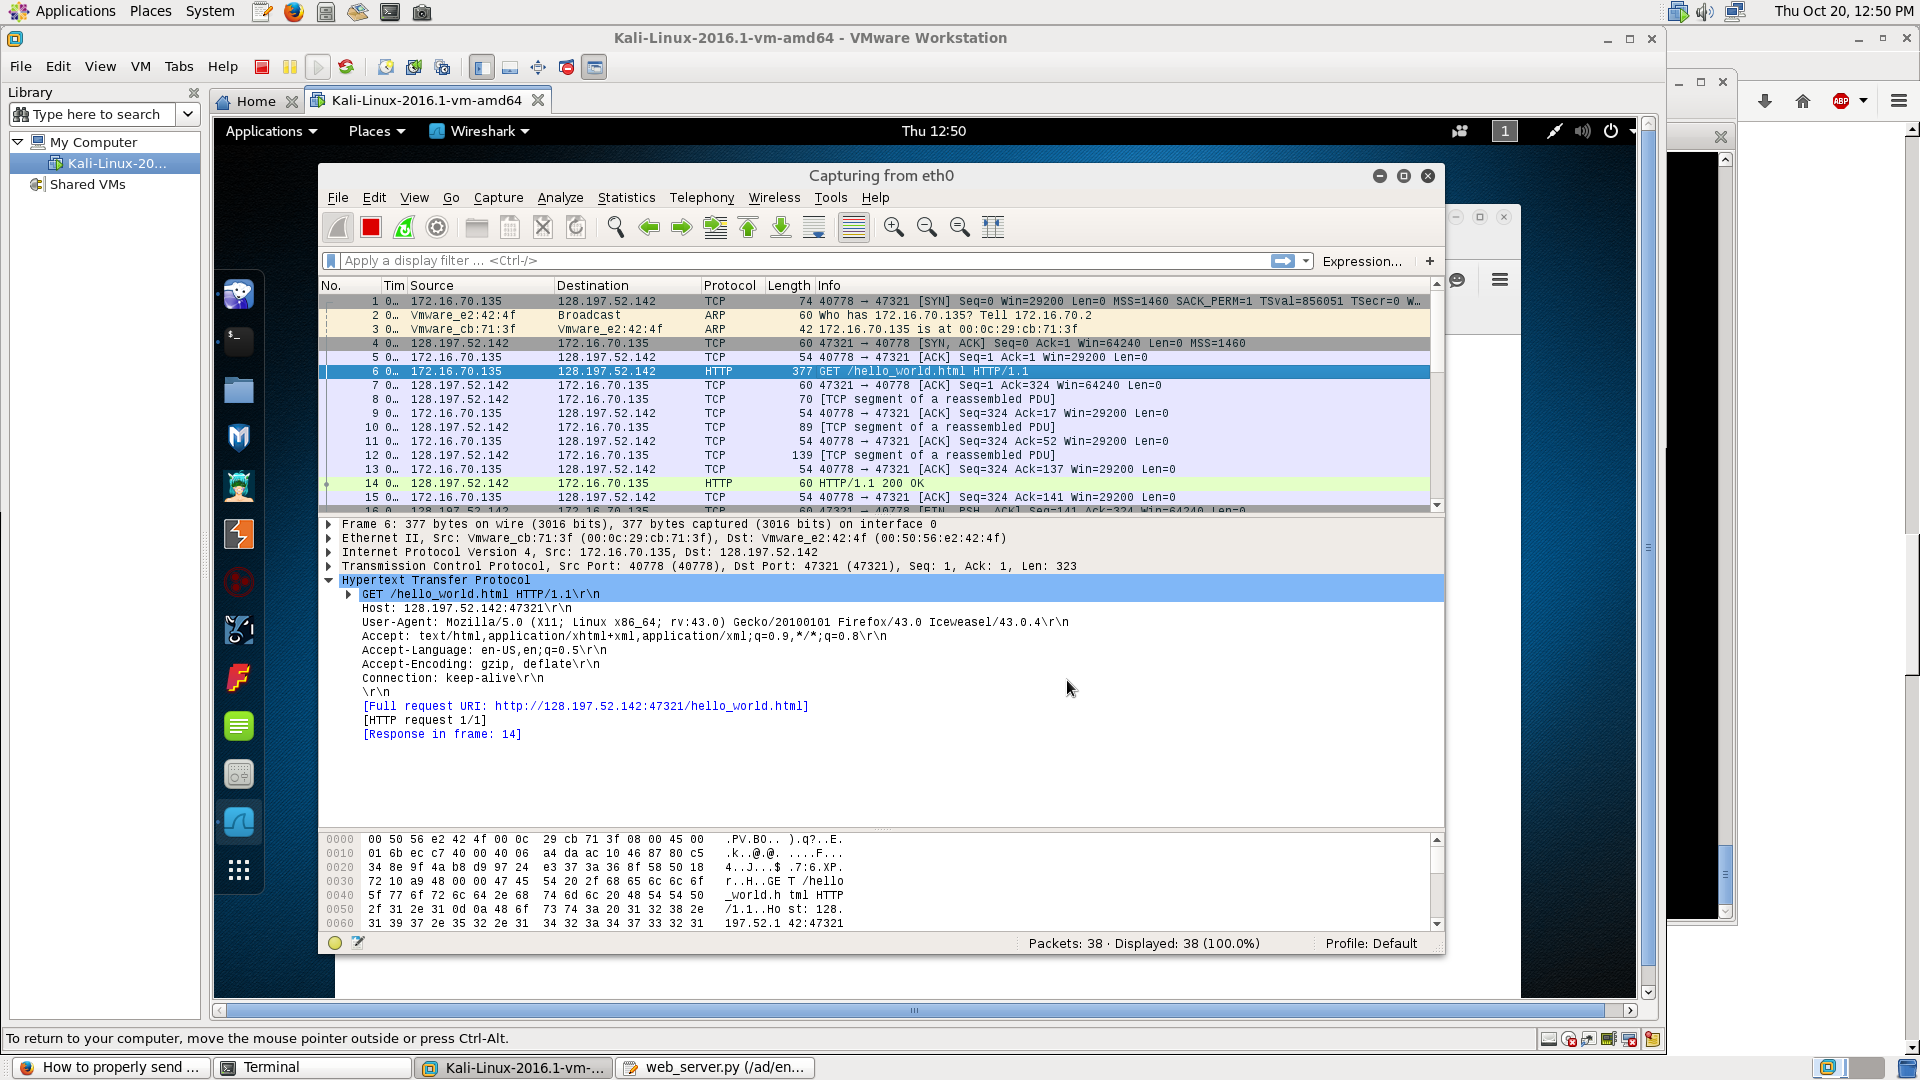 Applications Places System Thu Oct 20, 12:50 PM
Kali-Linux-2016.1-vm-amd64 - VMware Workstation
File Edit View VM Tabs Help
Library
Type here to search
My Computer
Kali-Linux-20...
Shared VMs
Home Kali-Linux-2016.1-vm-amd64
ABP
Applications Places Wireshark Thu 12:50 1
Capturing from eth0
File Edit View Go Capture Analyze Statistics Telephony Wireless Tools Help
Apply a display filter ... <Ctrl-/> Expression... +
No. Tim Source Destination Protocol Length Info
1 0... 172.16.70.135 128.197.52.142 TCP 74 40778 → 47321 [SYN] Seq=0 Win=29200 Len=0 MSS=1460 SACK_PERM=1 TSval=856051 TSecr=0 W...
2 0... Vmware_e2:42:4f Broadcast ARP 60 Who has 172.16.70.135? Tell 172.16.70.2
3 0... Vmware_cb:71:3f Vmware_e2:42:4f ARP 42 172.16.70.135 is at 00:0c:29:cb:71:3f
4 0... 128.197.52.142 172.16.70.135 TCP 60 47321 → 40778 [SYN, ACK] Seq=0 Ack=1 Win=64240 Len=0 MSS=1460
5 0... 172.16.70.135 128.197.52.142 TCP 54 40778 → 47321 [ACK] Seq=1 Ack=1 Win=29200 Len=0
6 0... 172.16.70.135 128.197.52.142 HTTP 377 GET /hello_world.html HTTP/1.1
7 0... 128.197.52.142 172.16.70.135 TCP 60 47321 → 40778 [ACK] Seq=1 Ack=324 Win=64240 Len=0
8 0... 128.197.52.142 172.16.70.135 TCP 70 [TCP segment of a reassembled PDU]
9 0... 172.16.70.135 128.197.52.142 TCP 54 40778 → 47321 [ACK] Seq=324 Ack=17 Win=29200 Len=0
10 0... 128.197.52.142 172.16.70.135 TCP 89 [TCP segment of a reassembled PDU]
11 0... 172.16.70.135 128.197.52.142 TCP 54 40778 → 47321 [ACK] Seq=324 Ack=52 Win=29200 Len=0
12 0... 128.197.52.142 172.16.70.135 TCP 139 [TCP segment of a reassembled PDU]
13 0... 172.16.70.135 128.197.52.142 TCP 54 40778 → 47321 [ACK] Seq=324 Ack=137 Win=29200 Len=0
14 0... 128.197.52.142 172.16.70.135 HTTP 60 HTTP/1.1 200 OK
15 0... 172.16.70.135 128.197.52.142 TCP 54 40778 → 47321 [ACK] Seq=324 Ack=141 Win=29200 Len=0
16 0... 128.197.52.142 172.16.70.135 TCP 60 47321 → 40778 [FIN, PSH, ACK] Seq=141 Ack=324 Win=64240 Len=0
Frame 6: 377 bytes on wire (3016 bits), 377 bytes captured (3016 bits) on interface 0
Ethernet II, Src: Vmware_cb:71:3f (00:0c:29:cb:71:3f), Dst: Vmware_e2:42:4f (00:50:56:e2:42:4f)
Internet Protocol Version 4, Src: 172.16.70.135, Dst: 128.197.52.142
Transmission Control Protocol, Src Port: 40778 (40778), Dst Port: 47321 (47321), Seq: 1, Ack: 1, Len: 323
Hypertext Transfer Protocol
GET /hello_world.html HTTP/1.1\r\n
Host: 128.197.52.142:47321\r\n
User-Agent: Mozilla/5.0 (X11; Linux x86_64; rv:43.0) Gecko/20100101 Firefox/43.0 Iceweasel/43.0.4\r\n
Accept: text/html,application/xhtml+xml,application/xml;q=0.9,*/*;q=0.8\r\n
Accept-Language: en-US,en;q=0.5\r\n
Accept-Encoding: gzip, deflate\r\n
Connection: keep-alive\r\n
\r\n
[Full request URI: http://128.197.52.142:47321/hello_world.html]
[HTTP request 1/1]
[Response in frame: 14]
0000 00 50 56 e2 42 4f 00 0c 29 cb 71 3f 08 00 45 00 .PV.BO.. ).q?..E.
0010 01 6b ec c7 40 00 40 06 a4 da ac 10 46 87 80 c5 .k..@.@. ....F...
0020 34 8e 9f 4a b8 d9 97 24 e3 37 3a 36 8f 58 50 18 4..J...$ .7:6.XP.
0030 72 10 a9 48 00 00 47 45 54 20 2f 68 65 6c 6c 6f r..H..GE T /hello
0040 5f 77 6f 72 6c 64 2e 68 74 6d 6c 20 48 54 54 50 _world.h tml HTTP
0050 2f 31 2e 31 0d 0a 48 6f 73 74 3a 20 31 32 38 2e /1.1..Ho st: 128.
0060 31 39 37 2e 35 32 2e 31 34 32 3a 34 37 33 32 31 197.52.1 42:47321
Packets: 38 · Displayed: 38 (100.0%) Profile: Default
To return to your computer, move the mouse pointer outside or press Ctrl-Alt.
How to properly send ... Terminal Kali-Linux-2016.1-vm-... web_server.py (/ad/en...